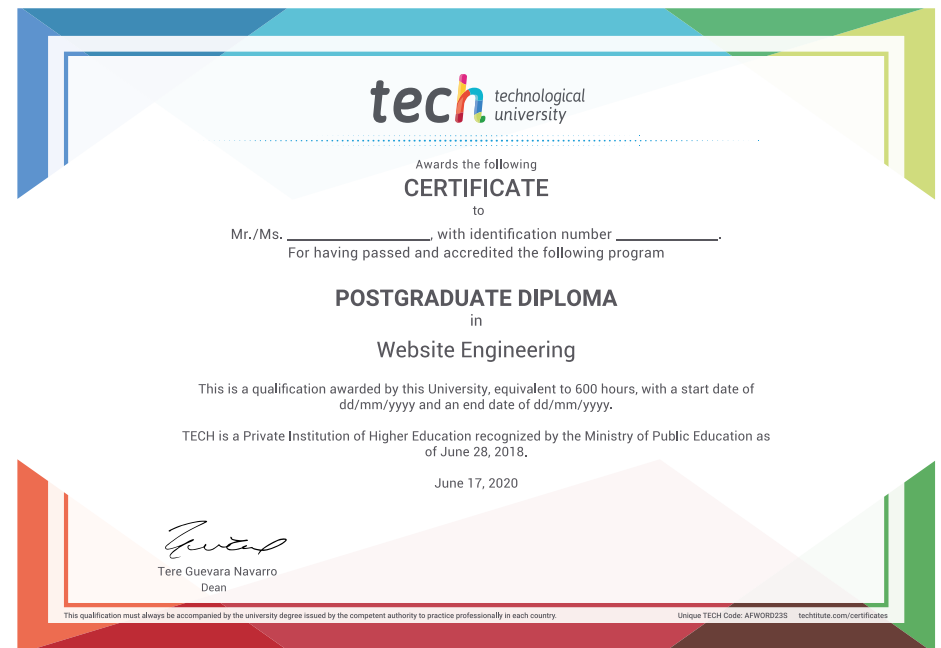 tech technological
university
Awards the following
CERTIFICATE
to
Mr./Ms. ____________________, with identification number ______________.
For having passed and accredited the following program
POSTGRADUATE DIPLOMA
in
Website Engineering
This is a qualification awarded by this University, equivalent to 600 hours, with a start date of
dd/mm/yyyy and an end date of dd/mm/yyyy.
TECH is a Private Institution of Higher Education recognized by the Ministry of Public Education as
of June 28, 2018.
June 17, 2020
Tere Guevara Navarro
Dean
This qualification must always be accompanied by the university degree issued by the competent authority to practice professionally in each country. Unique TECH Code: AFWORD23S techtitute.com/certificates